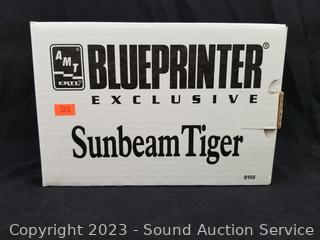 AMT
ERTL
BLUEPRINTER®
EXCLUSIVE
Sunbeam Tiger
8159
Copyright 2023 - Sound Auction Service